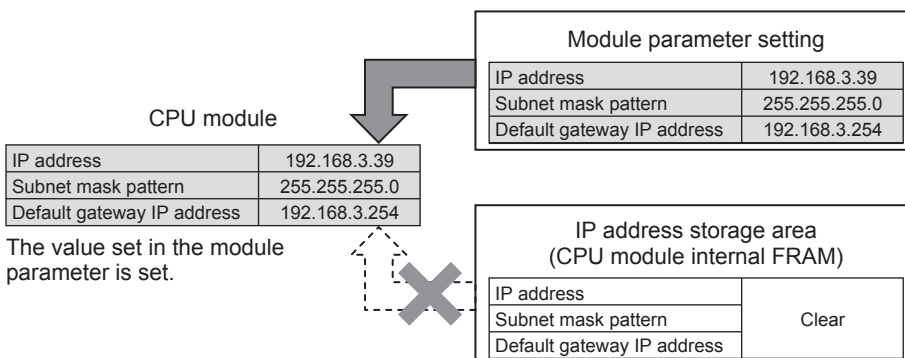 Module parameter setting
IP address 192.168.3.39
Subnet mask pattern 255.255.255.0
Default gateway IP address 192.168.3.254
CPU module
IP address 192.168.3.39
Subnet mask pattern 255.255.255.0
Default gateway IP address 192.168.3.254
The value set in the module
parameter is set.
IP address storage area
(CPU module internal FRAM)
IP address
Subnet mask pattern Clear
Default gateway IP address